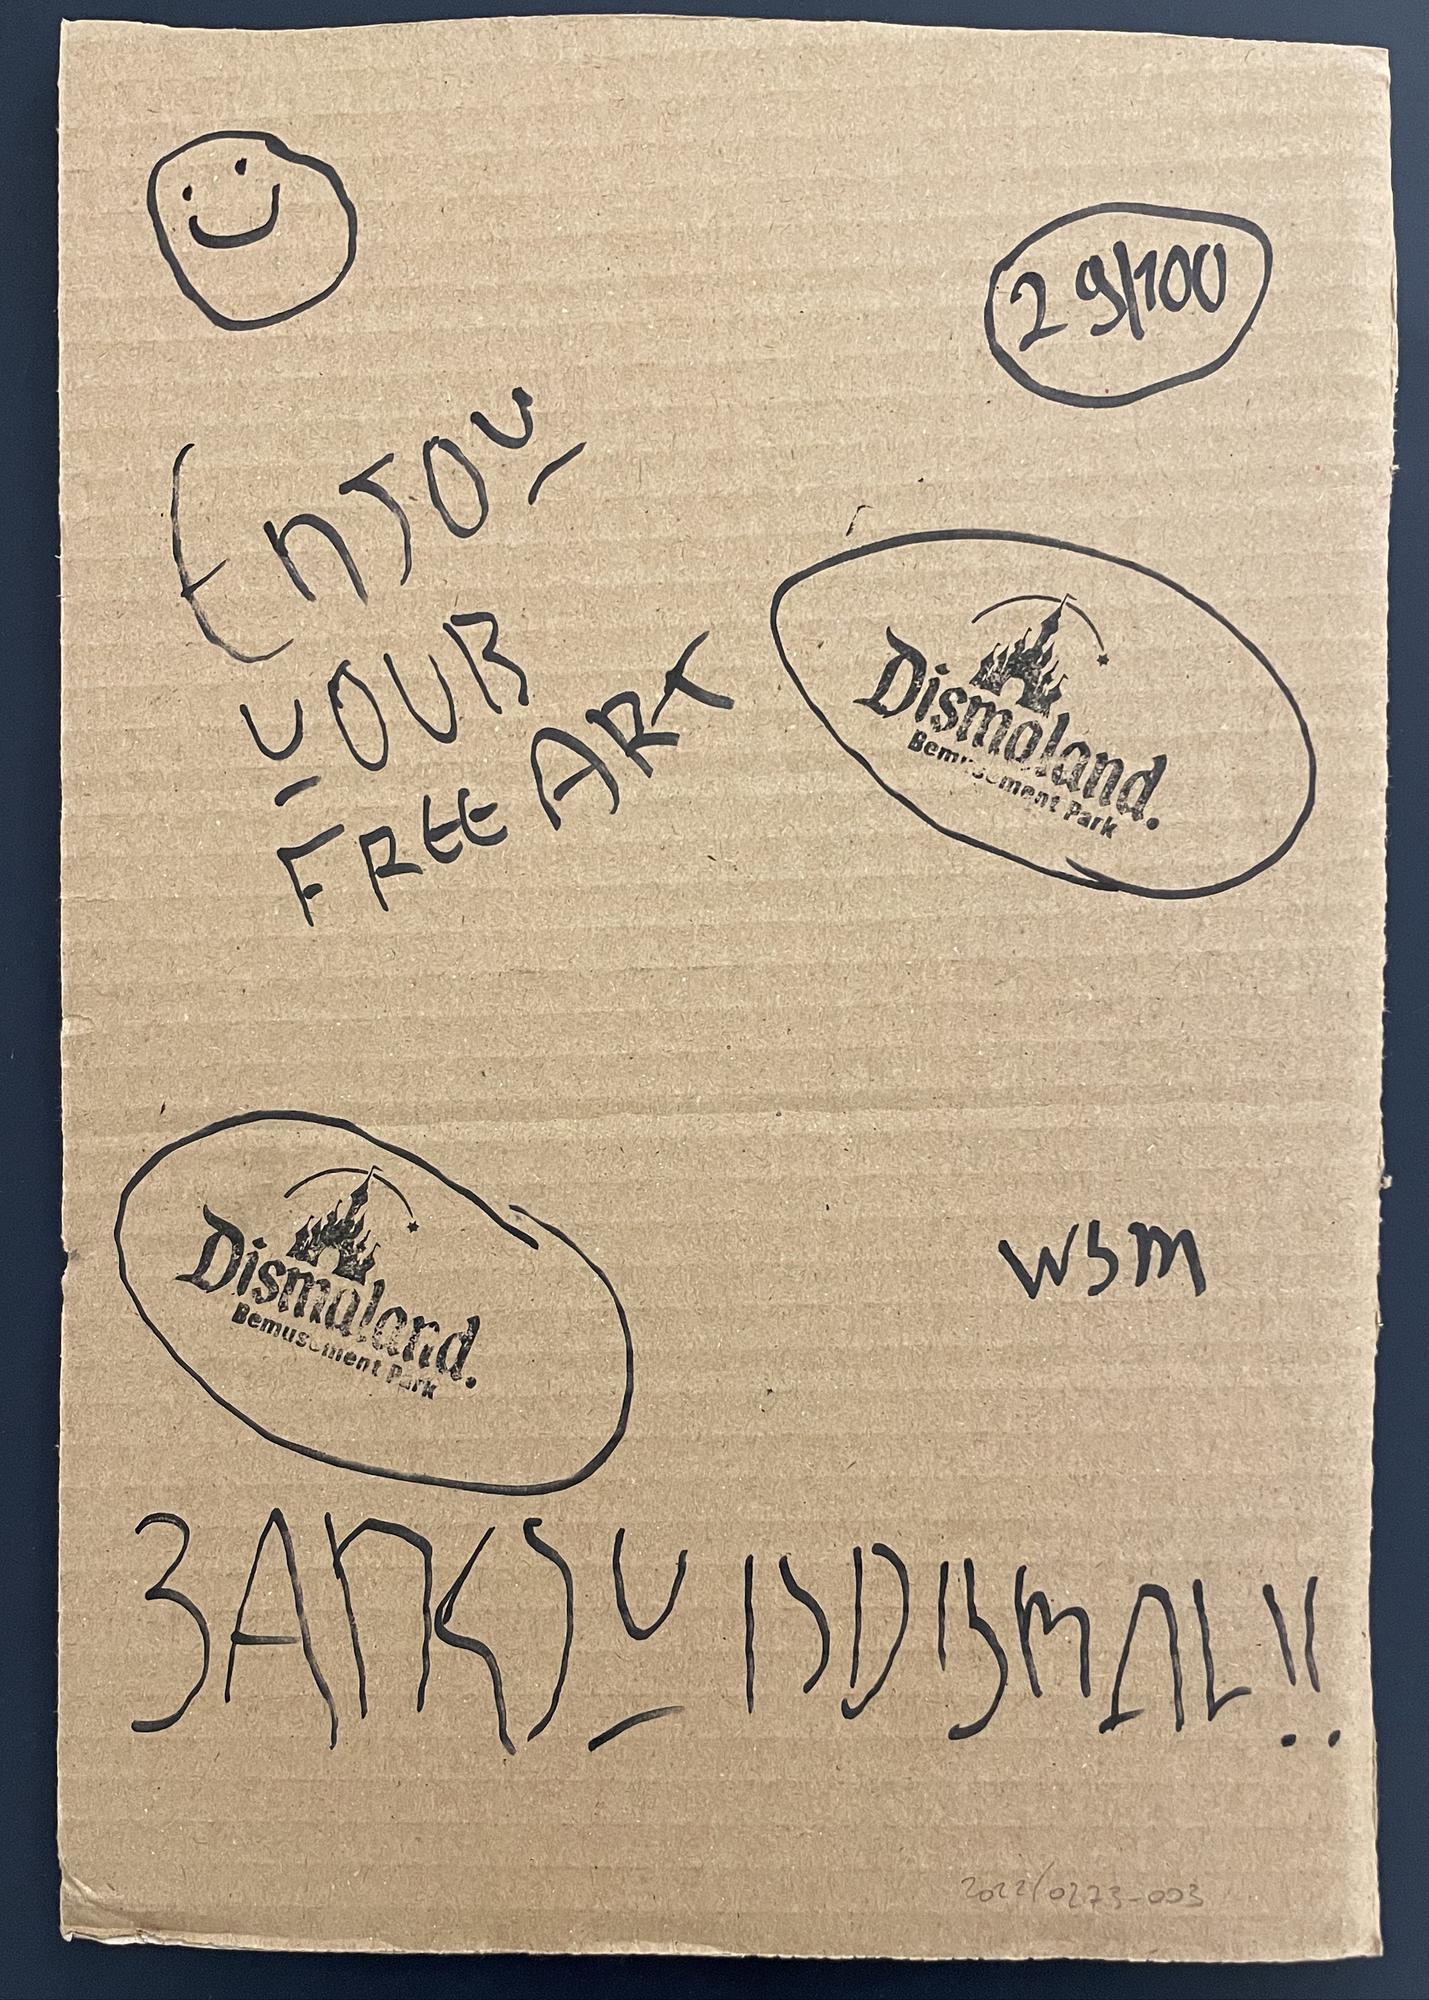 29/100
ENJOY
YOUR
FREE ART
Dismaland.
Bemusement Park
Dismaland.
Bemusement Park
WSM
BANKSY IS DISMAL!!
2022/0273-003